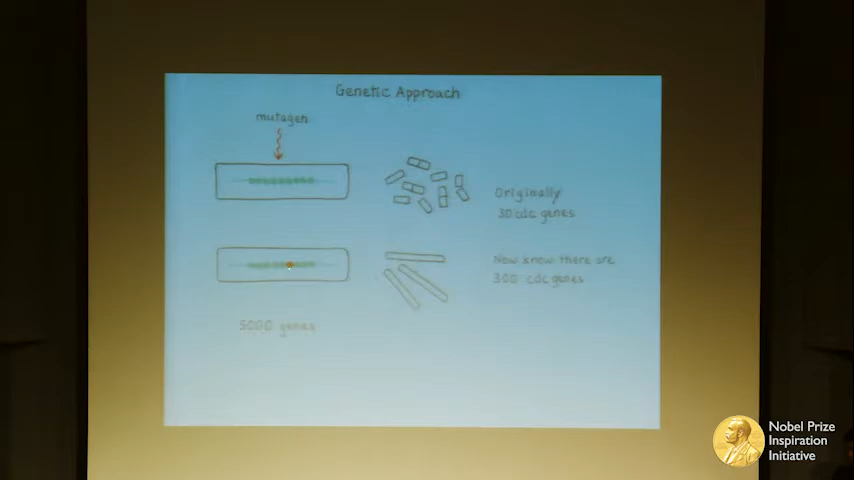 Genetic Approach
mutagen
Originally
30 cdc genes
Now know there are
300 cdc genes
5000 genes
Nobel Prize
Inspiration
Initiative